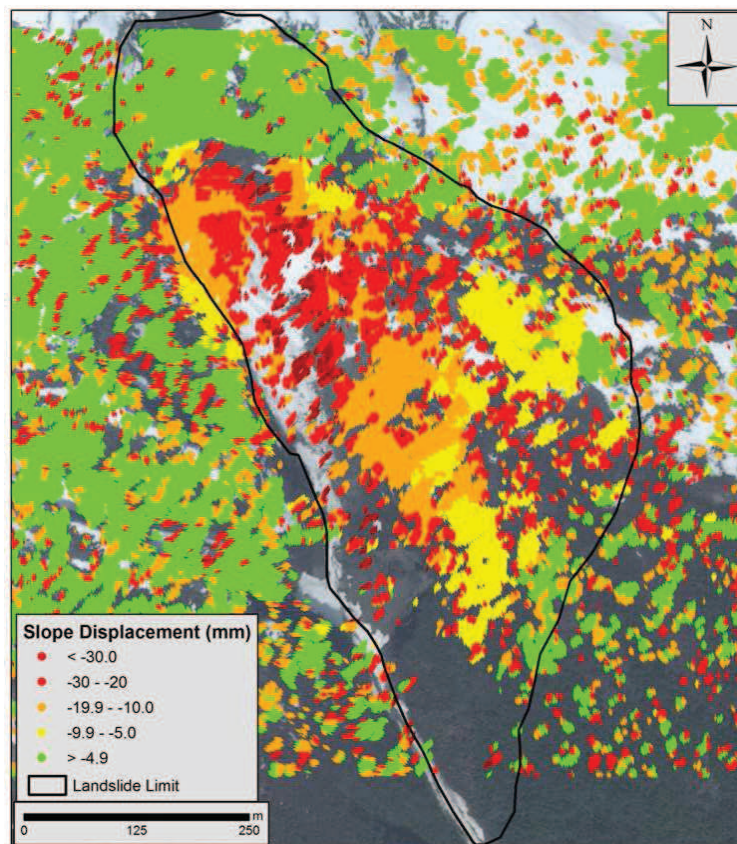 N
Slope Displacement (mm)
< -30.0
-30 - -20
-19.9 - -10.0
-9.9 - -5.0
> -4.9
Landslide Limit
m
0 125 250